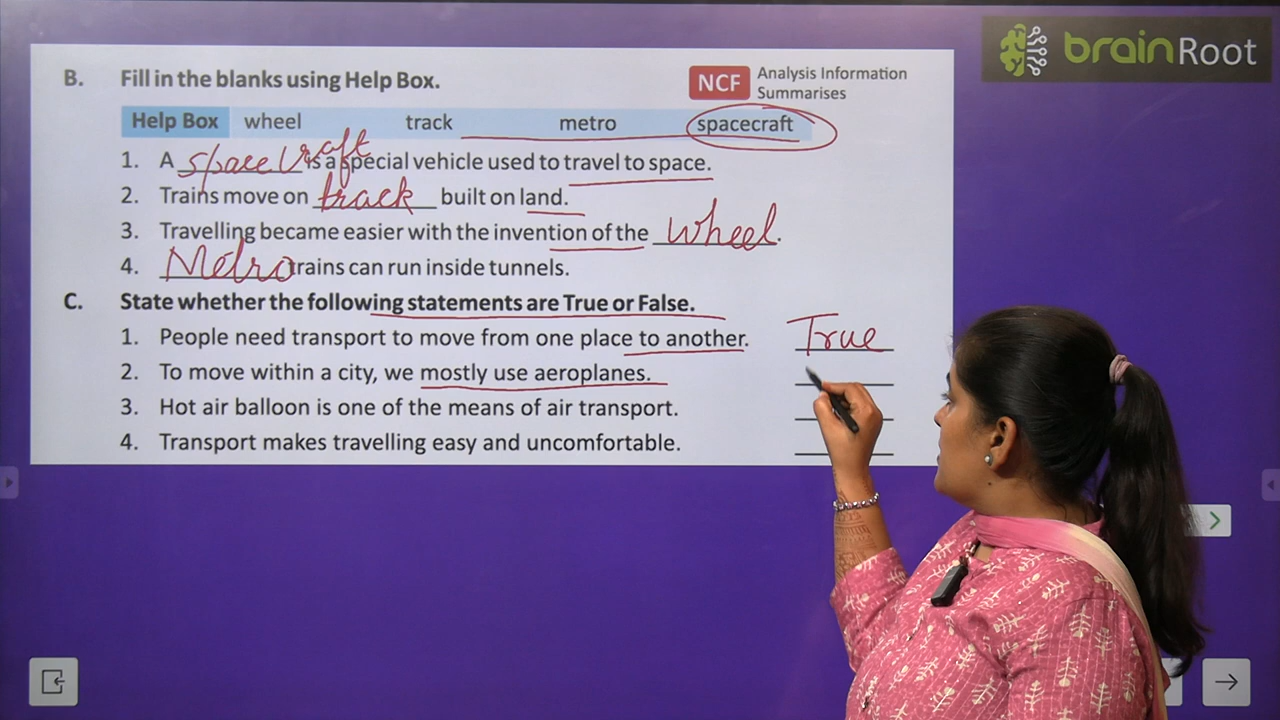 brainRoot
B. Fill in the blanks using Help Box.
NCF Analysis Information
Summarises
Help Box wheel track metro spacecraft
1. A spacecraft is a special vehicle used to travel to space.
2. Trains move on track built on land.
3. Travelling became easier with the invention of the wheel.
4. Metro trains can run inside tunnels.
C. State whether the following statements are True or False.
1. People need transport to move from one place to another. True
2. To move within a city, we mostly use aeroplanes.
3. Hot air balloon is one of the means of air transport.
4. Transport makes travelling easy and uncomfortable.